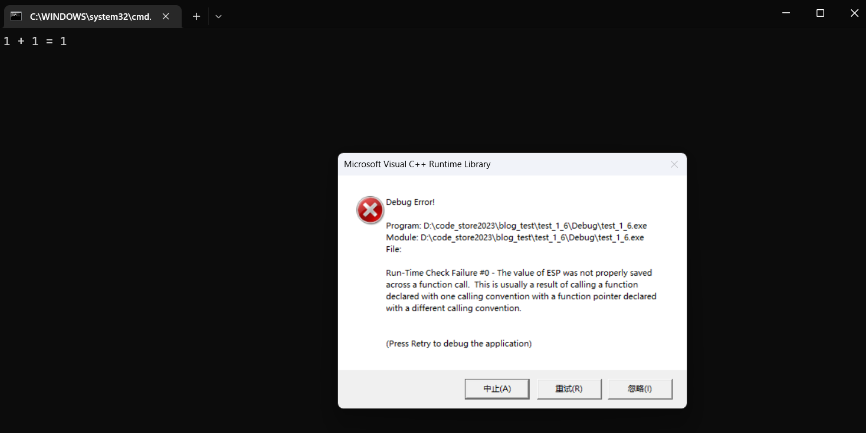 C:\WINDOWS\system32\cmd.
1 + 1 = 1
Microsoft Visual C++ Runtime Library
Debug Error!
Program: D:\code_store2023\blog_test\test_1_6\Debug\test_1_6.exe
Module: D:\code_store2023\blog_test\test_1_6\Debug\test_1_6.exe
File:
Run-Time Check Failure #0 - The value of ESP was not properly saved
across a function call.  This is usually a result of calling a function
declared with one calling convention with a function pointer declared
with a different calling convention.
(Press Retry to debug the application)
中止(A) 重试(R) 忽略(I)